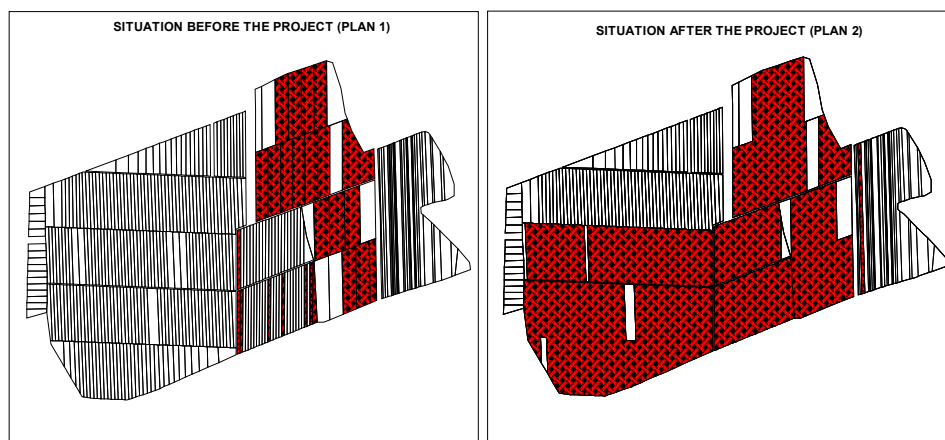 SITUATION BEFORE THE PROJECT (PLAN 1)
SITUATION AFTER THE PROJECT (PLAN 2)